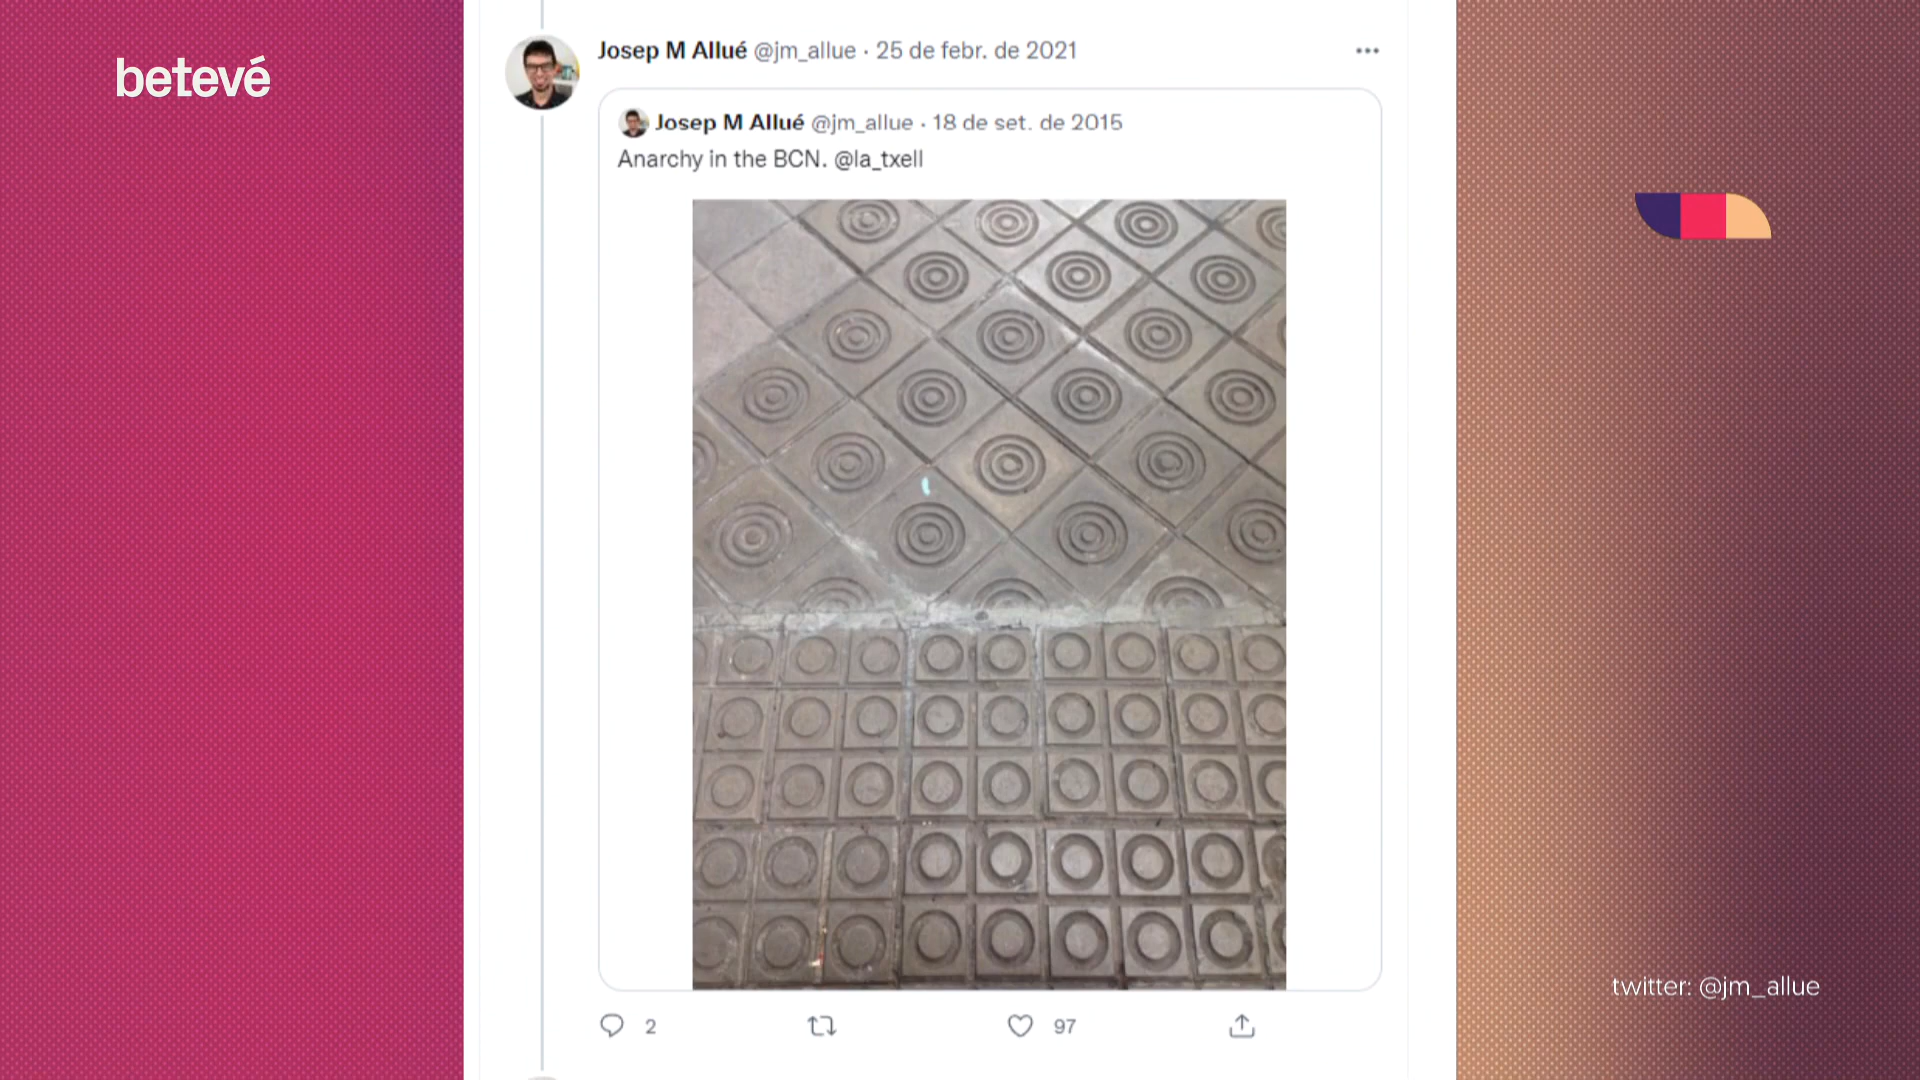 betevé
Josep M Allué @jm_allue · 25 de febr. de 2021
Josep M Allué @jm_allue · 18 de set. de 2015
Anarchy in the BCN. @la_txell
2
97
twitter: @jm_allue